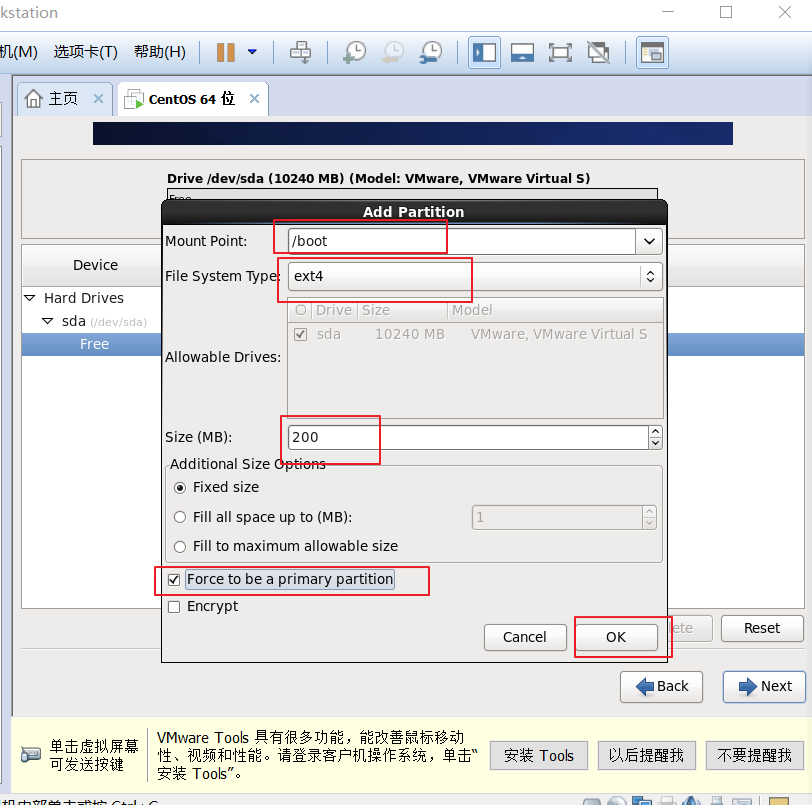 kstation
机(M) 选项卡(T) 帮助(H)
主页 CentOS 64 位
Drive /dev/sda (10240 MB) (Model: VMware, VMware Virtual S)
Free
Add Partition
Mount Point: /boot
Device
File System Type: ext4
Hard Drives
Drive Size Model
sda (/dev/sda)
sda 10240 MB VMware, VMware Virtual S
Free
Allowable Drives:
Size (MB): 200
Additional Size Options
Fixed size
Fill all space up to (MB): 1
Fill to maximum allowable size
Force to be a primary partition
Encrypt
Cancel OK
ete Reset
Back Next
单击虚拟屏幕
可发送按键
VMware Tools 具有很多功能，能改善鼠标移动
性、视频和性能。请登录客户机操作系统，单击“
安装 Tools”。
安装 Tools 以后提醒我 不要提醒我